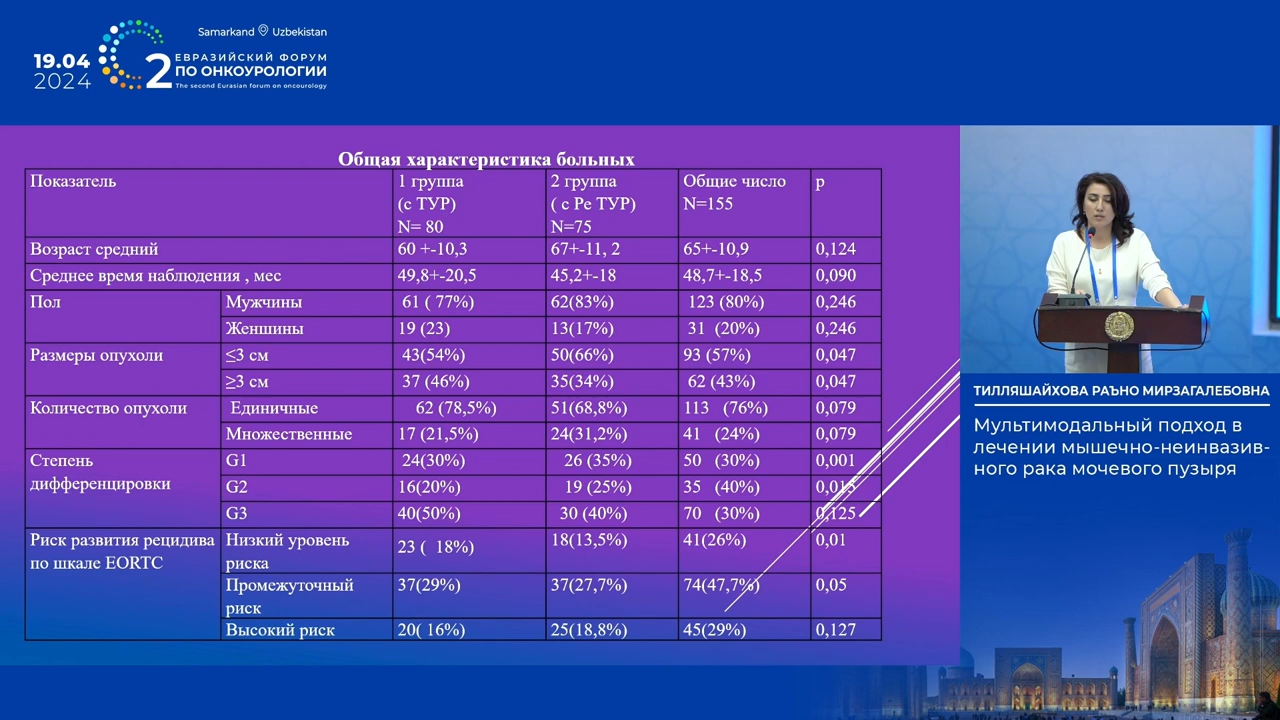 Samarkand Uzbekistan
19.04
2024
2
ЕВРАЗИЙСКИЙ ФОРУМ
ПО ОНКОУРОЛОГИИ
The second Eurasian forum on oncourology
Общая характеристика больных
Показатель 1 группа 2 группа Общие число р
(с ТУР) ( с Ре ТУР) N=155
N= 80 N=75
Возраст средний 60 +-10,3 67+-11, 2 65+-10,9 0,124
Среднее время наблюдения , мес 49,8+-20,5 45,2+-18 48,7+-18,5 0,090
Пол Мужчины 61 ( 77%) 62(83%) 123 (80%) 0,246
Женшины 19 (23) 13(17%) 31 (20%) 0,246
Размеры опухоли ≤3 см 43(54%) 50(66%) 93 (57%) 0,047
≥3 см 37 (46%) 35(34%) 62 (43%) 0,047
Количество опухоли Единичные 62 (78,5%) 51(68,8%) 113 (76%) 0,079
Множественные 17 (21,5%) 24(31,2%) 41 (24%) 0,079
Степень G1 24(30%) 26 (35%) 50 (30%) 0,001
дифференцировки G2 16(20%) 19 (25%) 35 (40%) 0,015
G3 40(50%) 30 (40%) 70 (30%) 0,125
Риск развития рецидива Низкий уровень 23 ( 18%) 18(13,5%) 41(26%) 0,01
по шкале EORTC риска
Промежуточный 37(29%) 37(27,7%) 74(47,7%) 0,05
риск
Высокий риск 20( 16%) 25(18,8%) 45(29%) 0,127
ТИЛЛЯШАЙХОВА РАЪНО МИРЗАГАЛЕБОВНА
Мультимодальный подход в
лечении мышечно-неинвазив-
ного рака мочевого пузыря